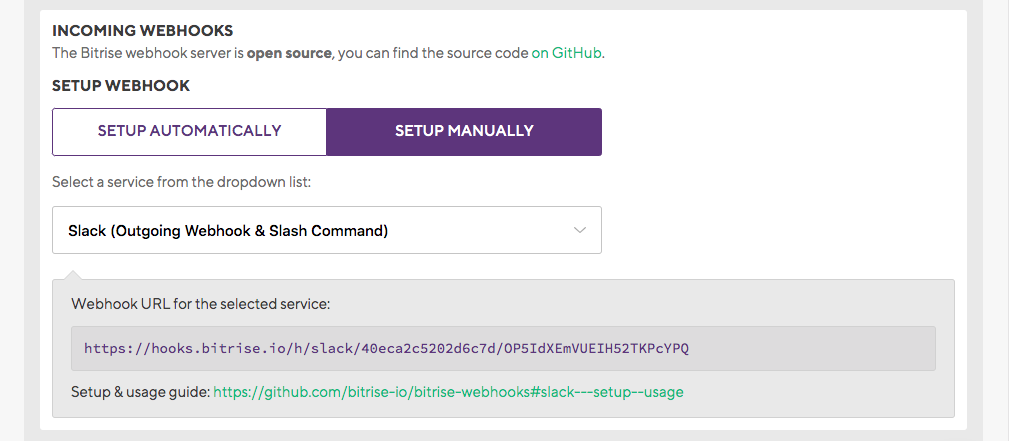 INCOMING WEBHOOKS
The Bitrise webhook server is open source, you can find the source code on GitHub.
SETUP WEBHOOK
SETUP AUTOMATICALLY
SETUP MANUALLY
Select a service from the dropdown list:
Slack (Outgoing Webhook & Slash Command)
Webhook URL for the selected service:
https://hooks.bitrise.io/h/slack/40eca2c5202d6c7d/OP5IdXEmVUEIH52TKPcYPQ
Setup & usage guide: https://github.com/bitrise-io/bitrise-webhooks#slack---setup--usage